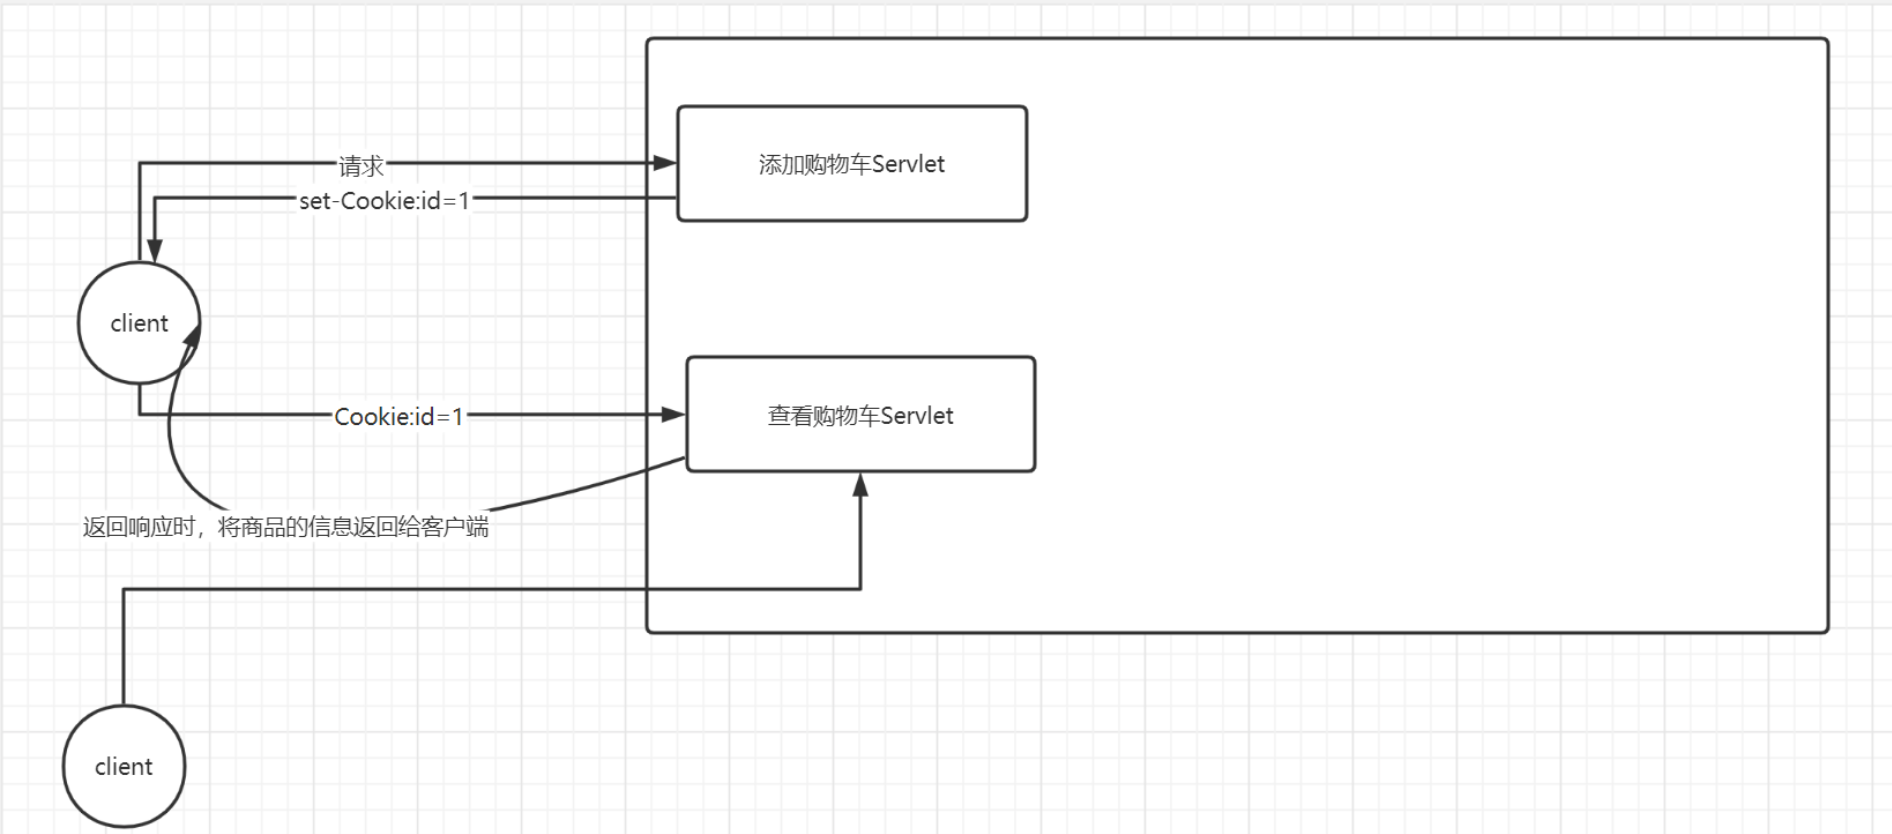 请求
添加购物车Servlet
set-Cookie:id=1
client
Cookie:id=1
查看购物车Servlet
返回响应时，将商品的信息返回给客户端
client